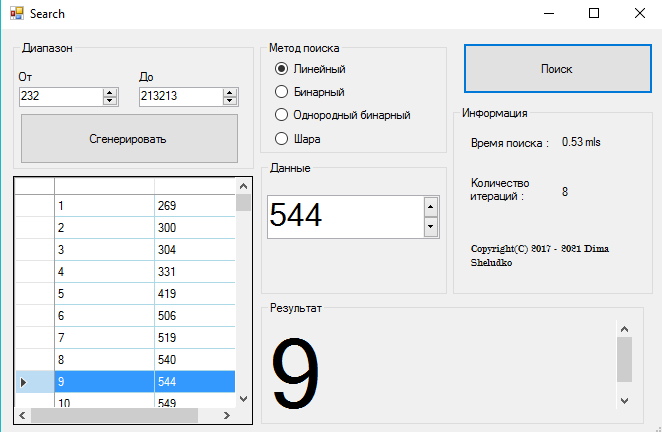 Search
Диапазон
От
До
232
213213
Сгенерировать
1 269
2 300
3 304
4 331
5 419
6 506
7 519
8 540
9 544
10 549
Метод поиска
Линейный
Бинарный
Однородный бинарный
Шара
Данные
544
Поиск
Информация
Время поиска : 0.53 mls
Количество
итераций : 8
Copyright(C) 2017 - 2021 Dima
Sheludko
Результат
9